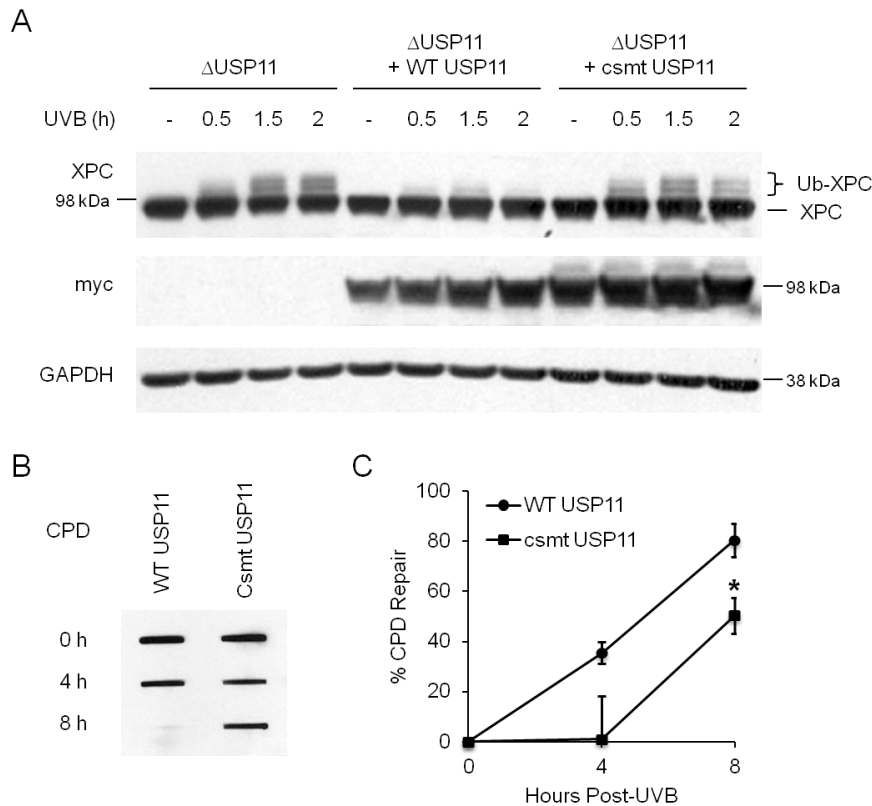 A
ΔUSP11
ΔUSP11
+ WT USP11
ΔUSP11
+ csmt USP11
UVB (h)
-
0.5
1.5
2
-
0.5
1.5
2
-
0.5
1.5
2
XPC
98 kDa
Ub-XPC
XPC
myc
98 kDa
GAPDH
38 kDa
B
CPD
WT USP11
Csmt USP11
0 h
4 h
8 h
C
% CPD Repair
100
80
60
40
20
0
WT USP11
csmt USP11
*
0
4
8
Hours Post-UVB